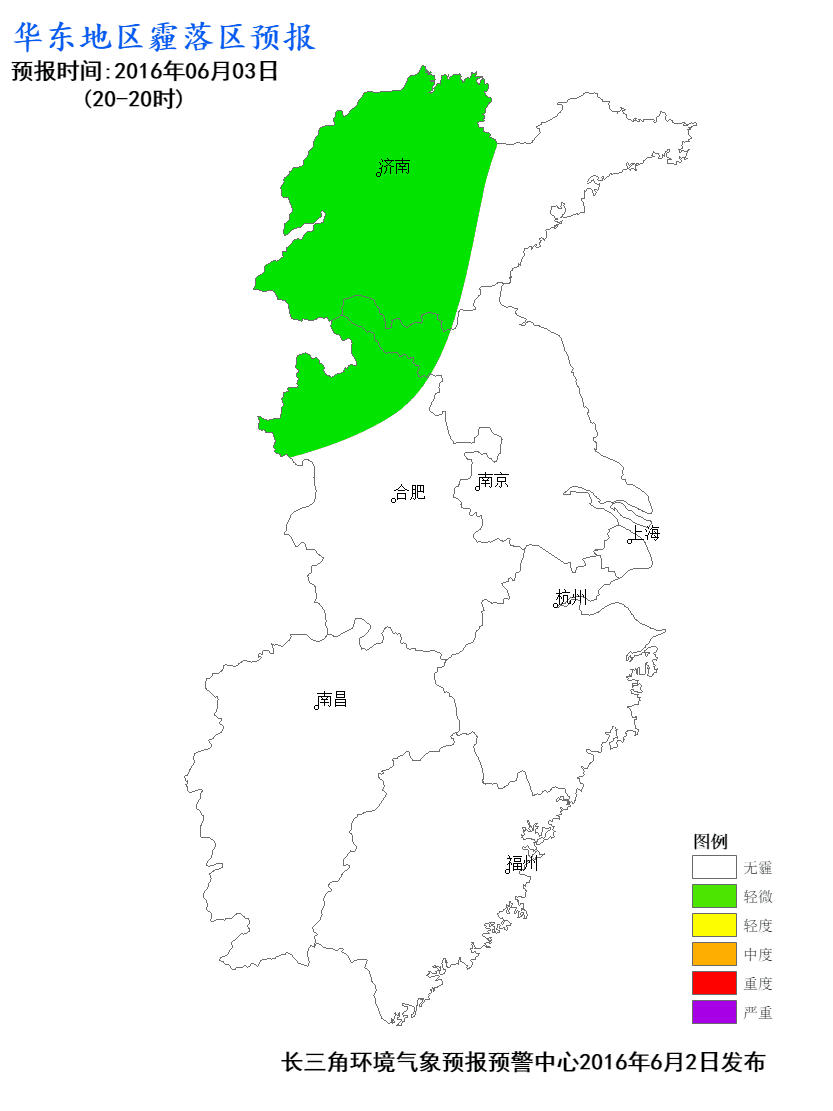 华东地区霾落区预报
预报时间:2016年06月03日
(20-20时)
济南
合肥
南京
上海
杭州
南昌
福州
图例
无霾
轻微
轻度
中度
重度
严重
长三角环境气象预报预警中心2016年6月2日发布